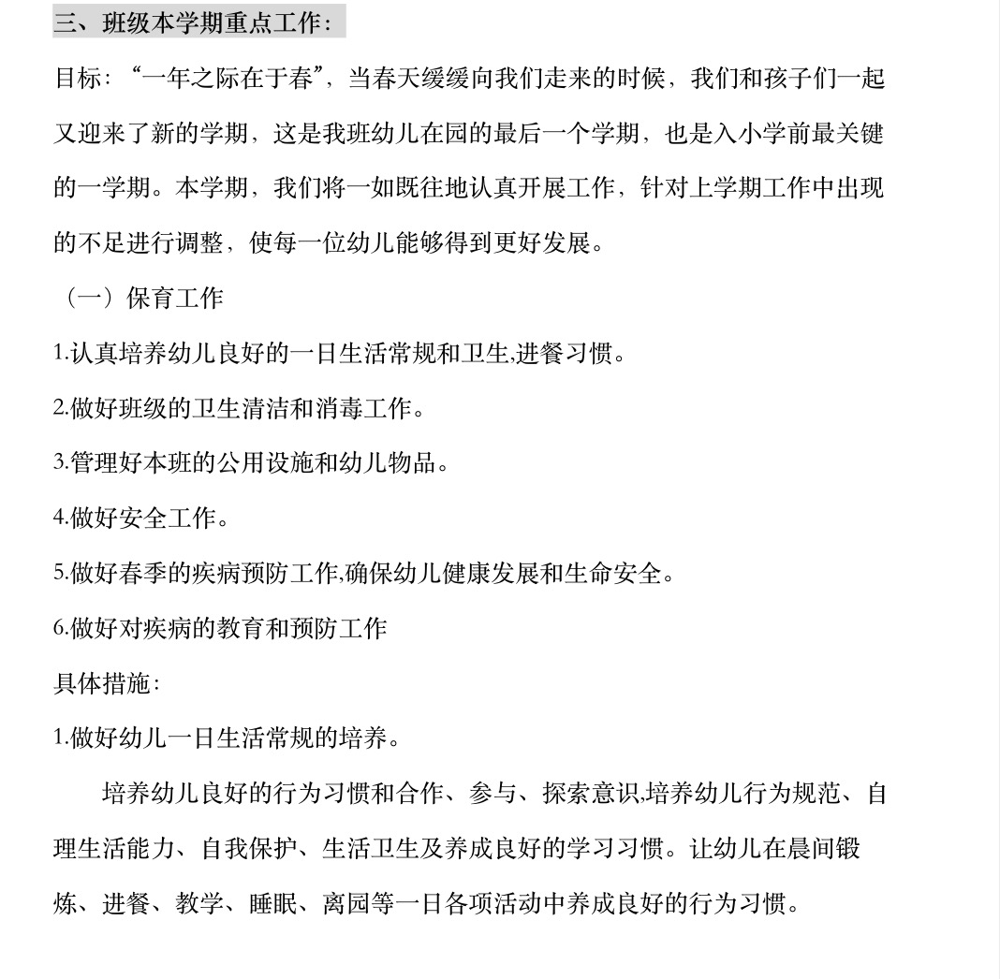 三、班级本学期重点工作：
目标：“一年之际在于春”，当春天缓缓向我们走来的时候，我们和孩子们一起
又迎来了新的学期，这是我班幼儿在园的最后一个学期，也是入小学前最关键
的一学期。本学期，我们将一如既往地认真开展工作，针对上学期工作中出现
的不足进行调整，使每一位幼儿能够得到更好发展。
（一）保育工作
1.认真培养幼儿良好的一日生活常规和卫生,进餐习惯。
2.做好班级的卫生清洁和消毒工作。
3.管理好本班的公用设施和幼儿物品。
4.做好安全工作。
5.做好春季的疾病预防工作,确保幼儿健康发展和生命安全。
6.做好对疾病的教育和预防工作
具体措施：
1.做好幼儿一日生活常规的培养。
培养幼儿良好的行为习惯和合作、参与、探索意识,培养幼儿行为规范、自
理生活能力、自我保护、生活卫生及养成良好的学习习惯。让幼儿在晨间锻
炼、进餐、教学、睡眠、离园等一日各项活动中养成良好的行为习惯。